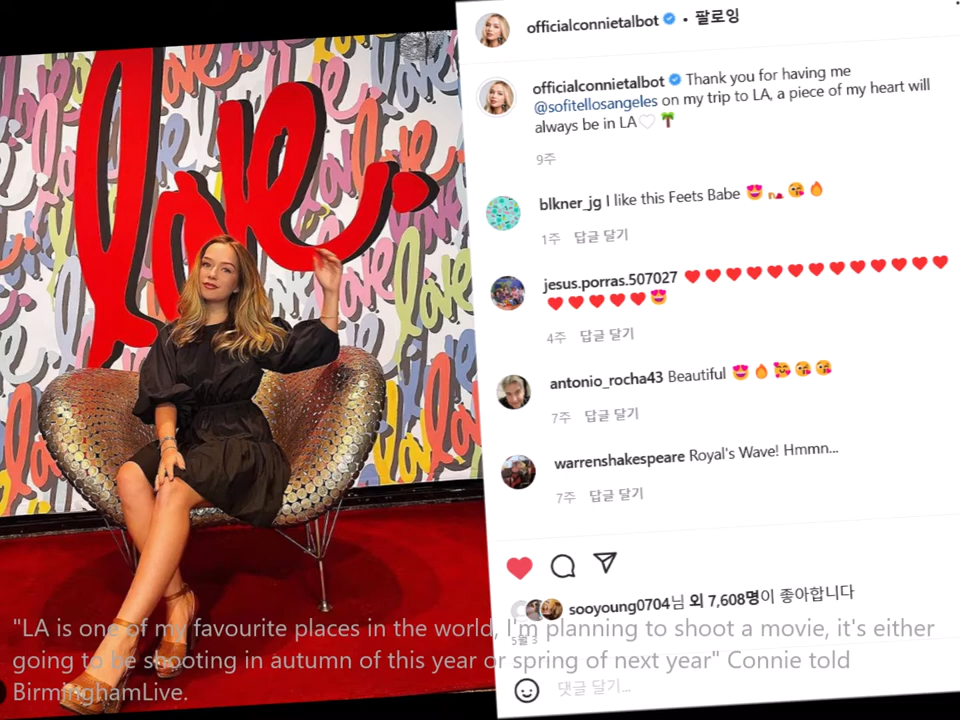 love
officialconnietalbot • 팔로잉
officialconnietalbot Thank you for having me
@sofitellosangeles on my trip to LA, a piece of my heart will
always be in LA🤍🌴
9주
blkner_jg I like this Feets Babe 😍👡😘🔥
1주 답글 달기
jesus.porras.507027 ♥️♥️♥️♥️♥️♥️♥️♥️♥️♥️♥️♥️♥️
♥️♥️♥️♥️♥️😍
4주 답글 달기
antonio_rocha43 Beautiful 😍🔥🥰😘😘
7주 답글 달기
warrenshakespeare Royal's Wave! Hmmn...
7주 답글 달기
sooyoung0704님 외 7,608명이 좋아합니다
5월 3
댓글 달기...
"LA is one of my favourite places in the world, I'm planning to shoot a movie, it's either
going to be shooting in autumn of this year or spring of next year" Connie told
BirminghamLive.